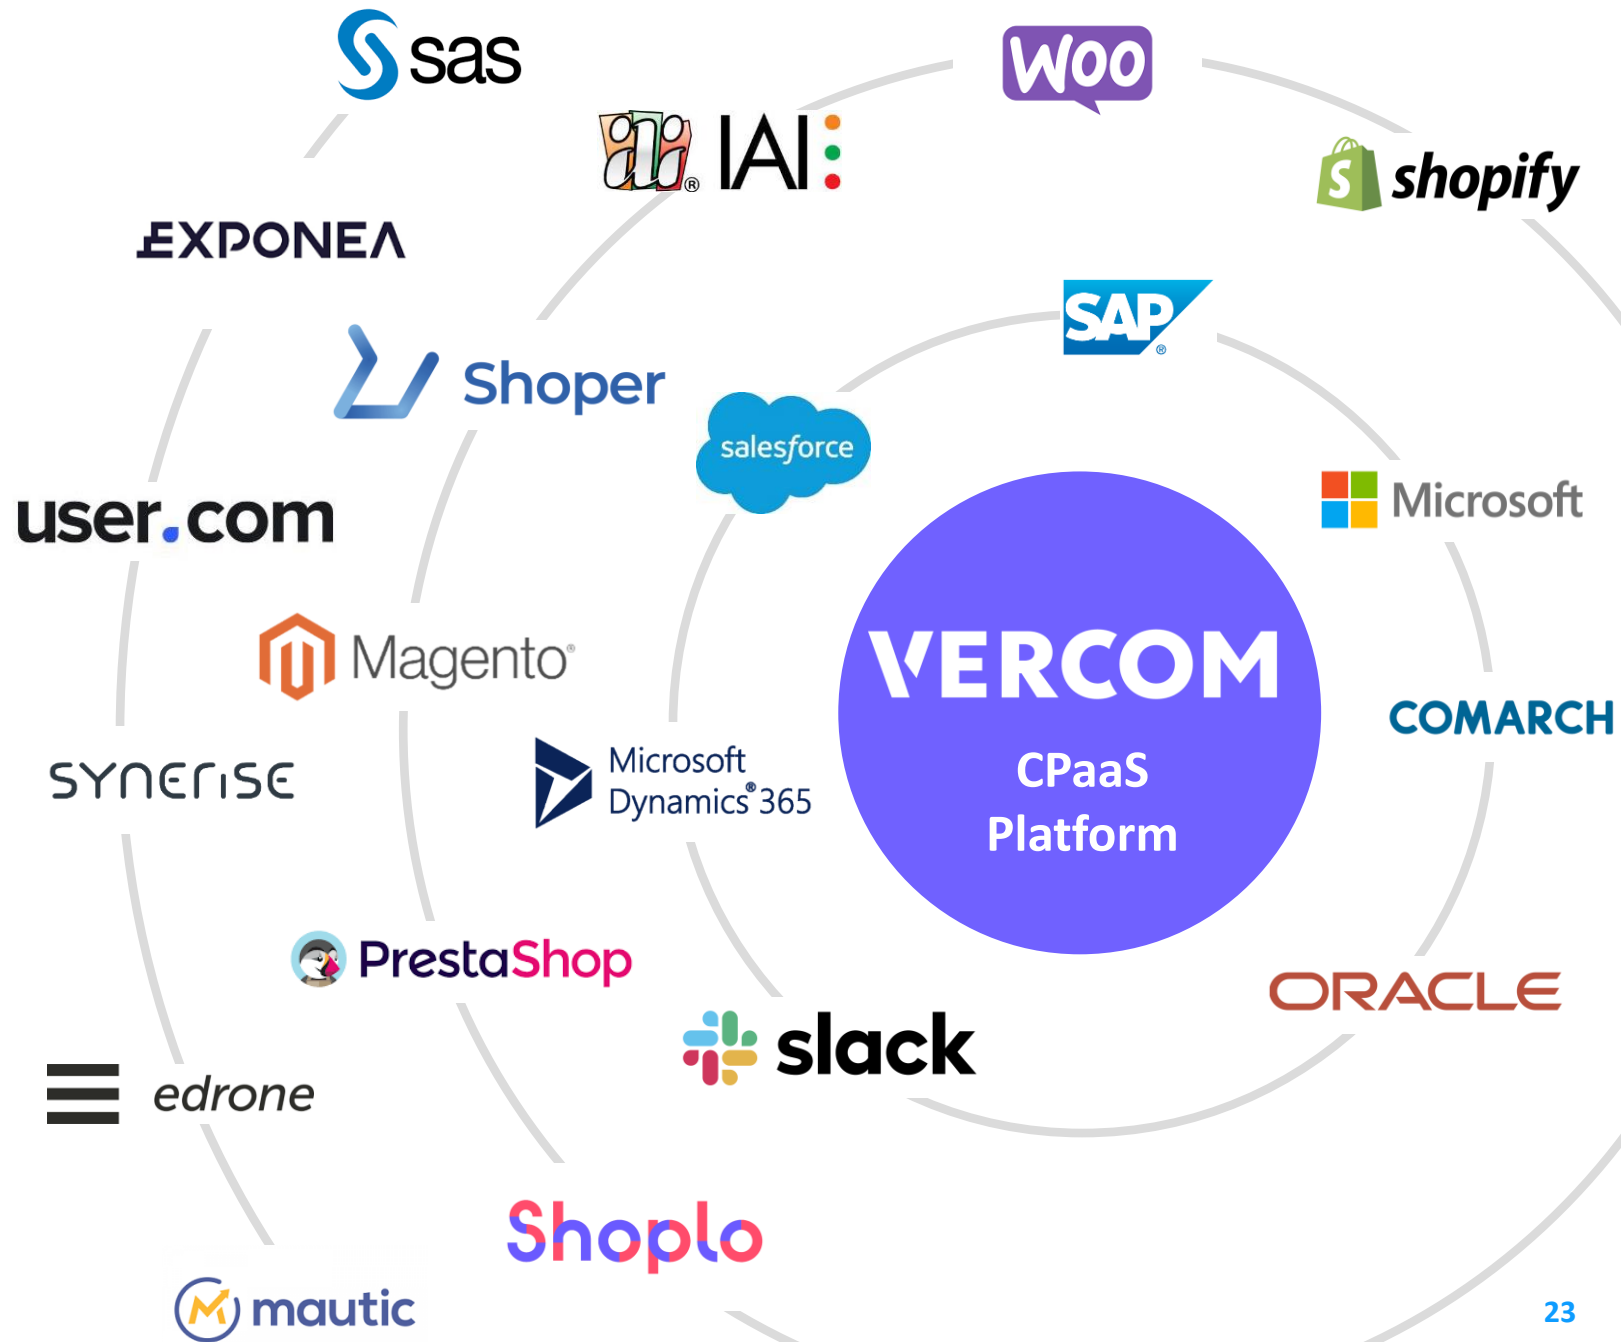 sas
WOO
IAI
®
shopify
S
EXPONEA
SAP
®
Shoper
salesforce
Microsoft
user.com
VERCOM
CPaaS
Platform
Magento®
COMARCH
Microsoft
Dynamics® 365
SYNERISE
PrestaShop
ORACLE
slack
edrone
Shoplo
M mautic
23